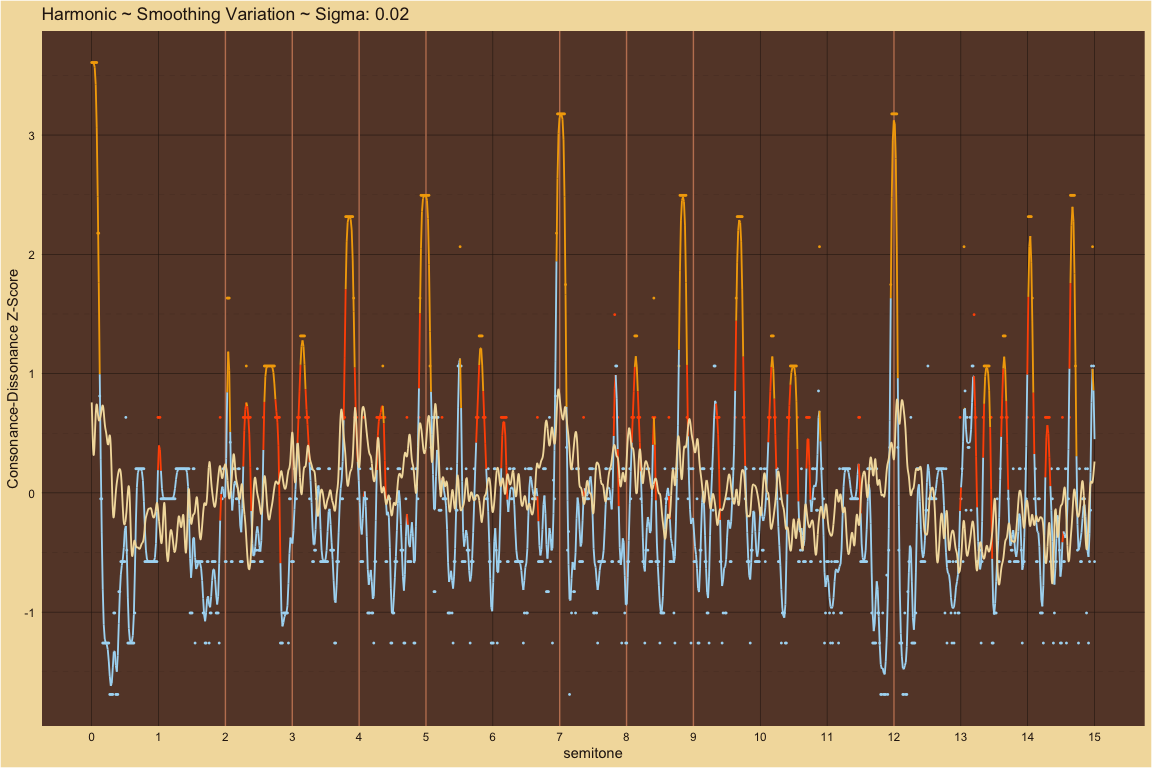 Harmonic ~ Smoothing Variation ~ Sigma: 0.02
Consonance-Dissonance Z-Score
3
2
1
0
-1
0 1 2 3 4 5 6 7 8 9 10 11 12 13 14 15
semitone